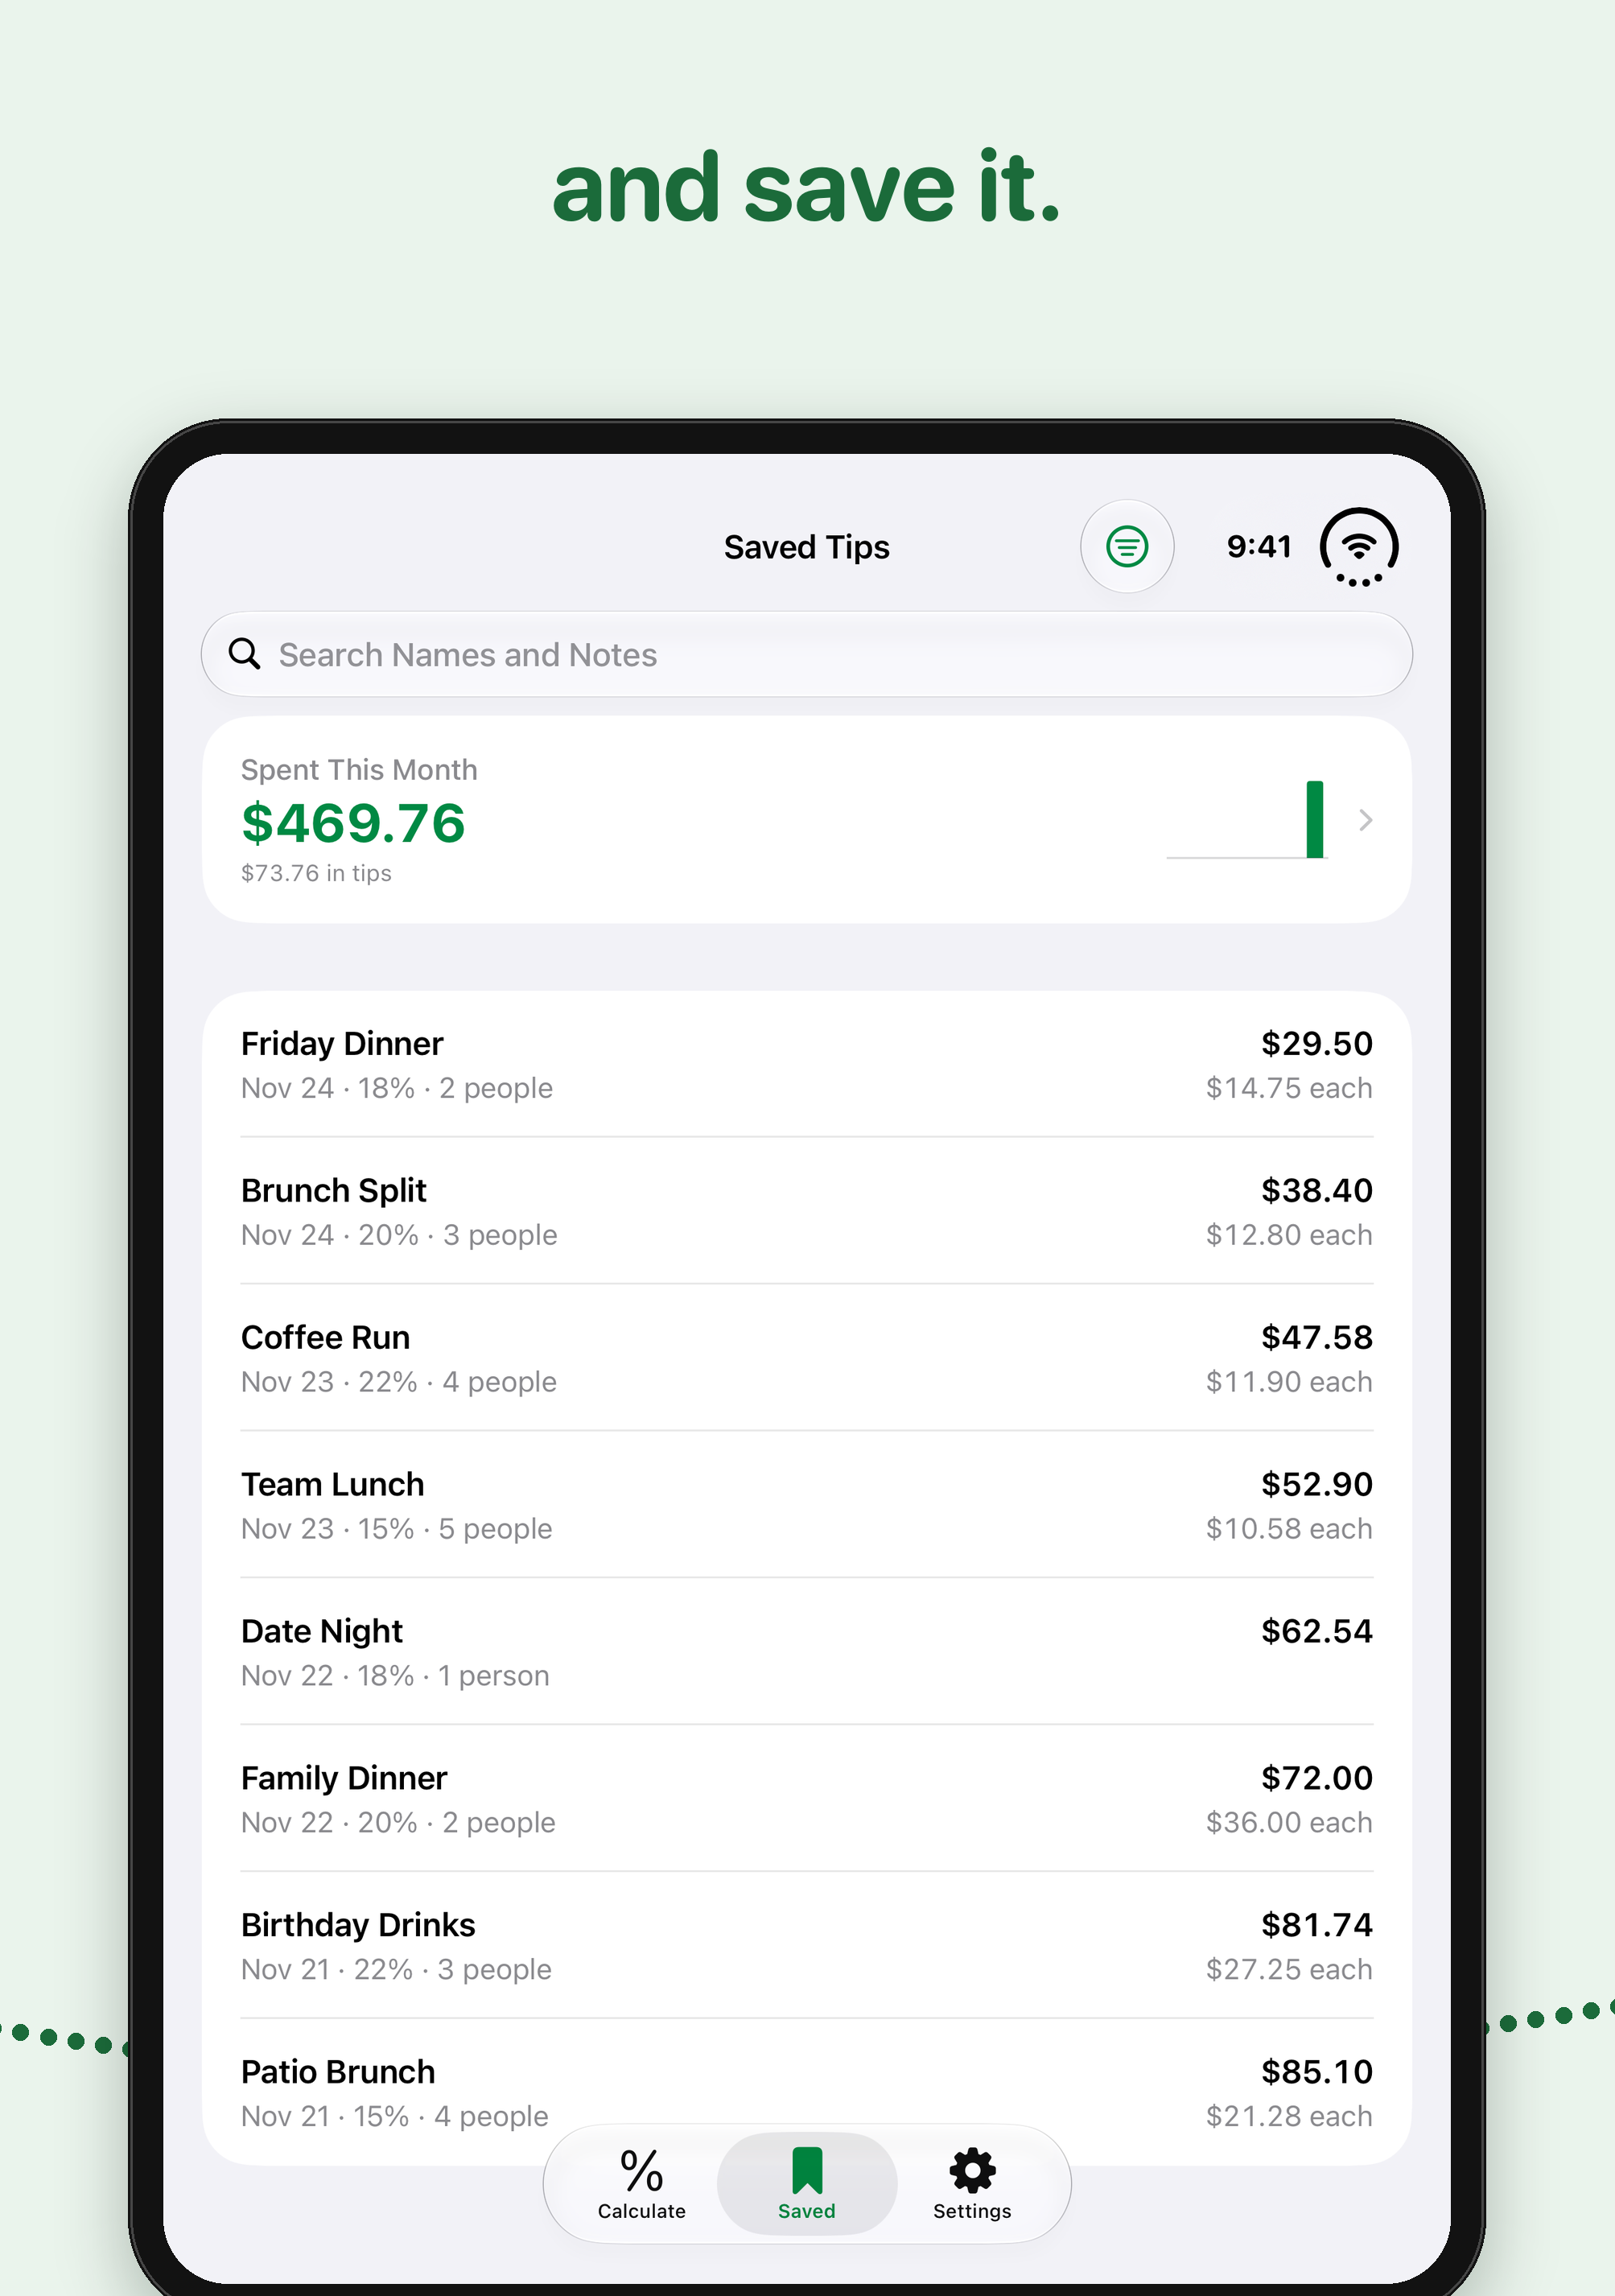 and save it.
Saved Tips
9:41
Search Names and Notes
Spent This Month
$469.76
$73.76 in tips
Friday Dinner
$29.50
Nov 24 · 18% · 2 people
$14.75 each
Brunch Split
$38.40
Nov 24 · 20% · 3 people
$12.80 each
Coffee Run
$47.58
Nov 23 · 22% · 4 people
$11.90 each
Team Lunch
$52.90
Nov 23 · 15% · 5 people
$10.58 each
Date Night
$62.54
Nov 22 · 18% · 1 person
Family Dinner
$72.00
Nov 22 · 20% · 2 people
$36.00 each
Birthday Drinks
$81.74
Nov 21 · 22% · 3 people
$27.25 each
Patio Brunch
$85.10
Nov 21 · 15% · 4 people
$21.28 each
%
Calculate
Saved
Settings